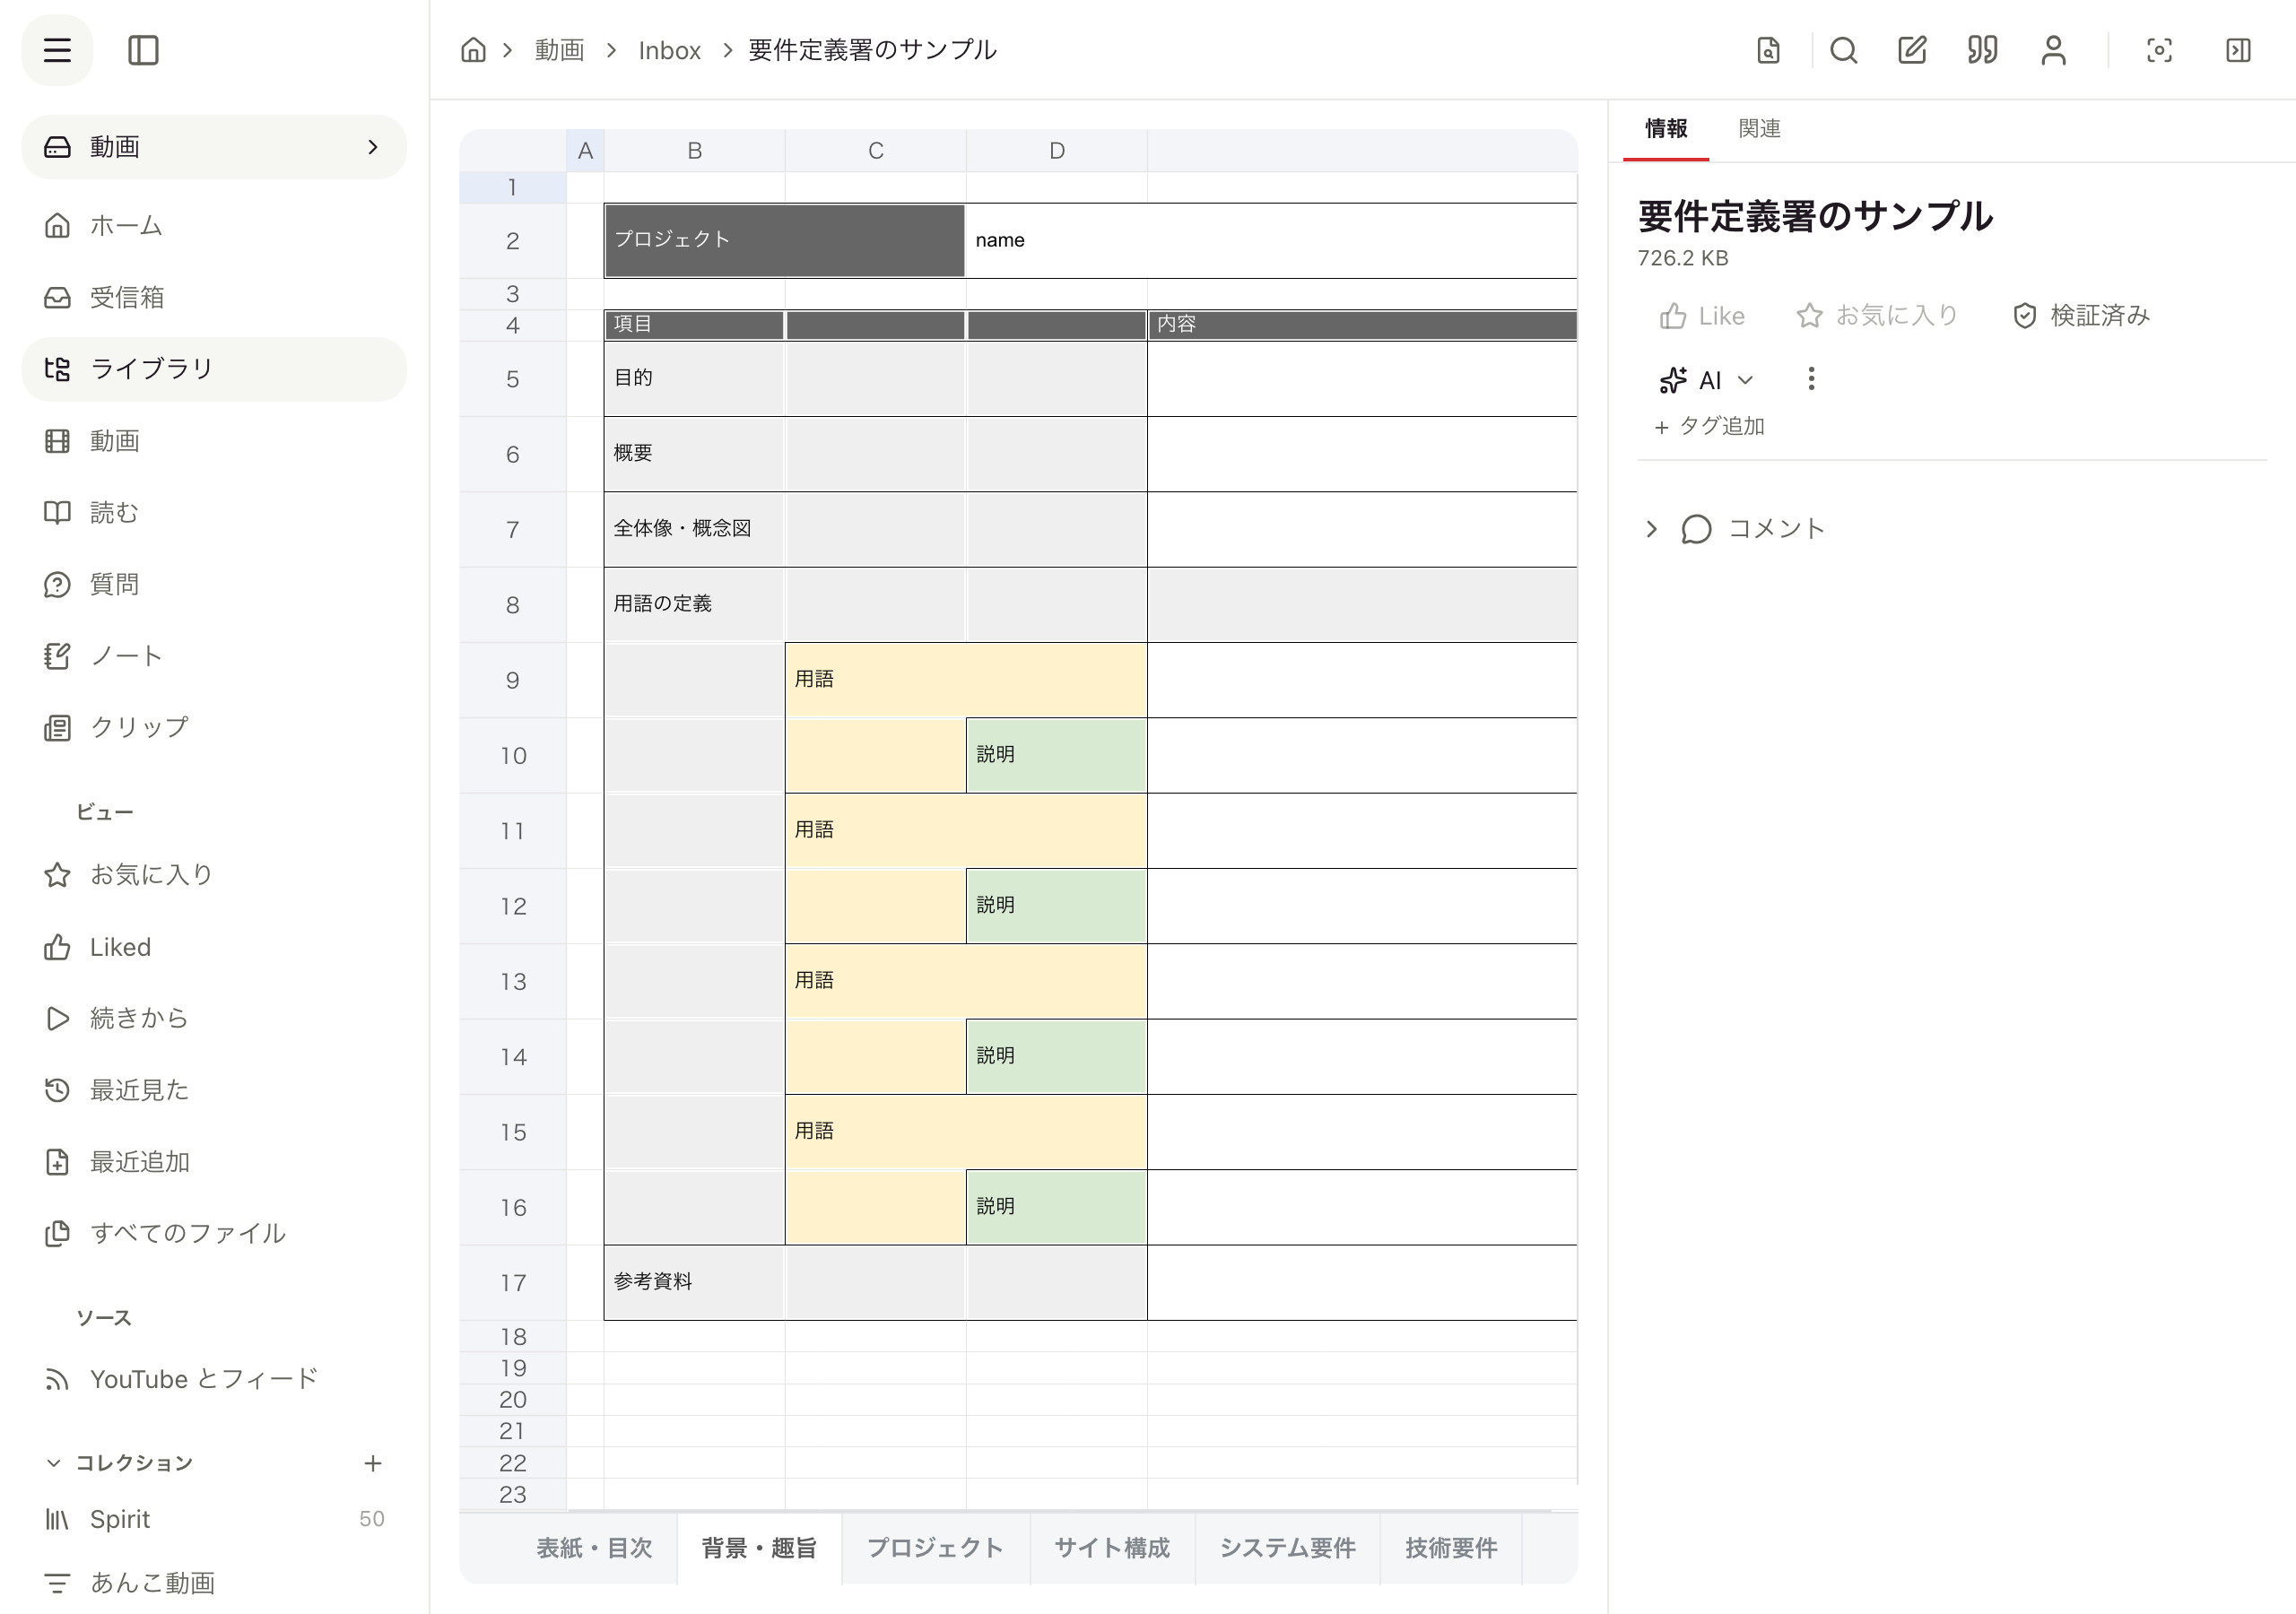 動画
ホーム
受信箱
ライブラリ
動画
読む
質問
ノート
クリップ
ビュー
お気に入り
Liked
続きから
最近見た
最近追加
すべてのファイル
ソース
YouTube とフィード
コレクション
Spirit 50
あんこ動画
動画 Inbox 要件定義署のサンプル
A B C D
1
2 プロジェクト name
3
4 項目 内容
5 目的
6 概要
7 全体像・概念図
8 用語の定義
9 用語
10 説明
11 用語
12 説明
13 用語
14 説明
15 用語
16 説明
17 参考資料
18
19
20
21
22
23
表紙・目次 背景・趣旨 プロジェクト サイト構成 システム要件 技術要件
情報 関連
要件定義署のサンプル
726.2 KB
Like お気に入り 検証済み
AI
+ タグ追加
コメント